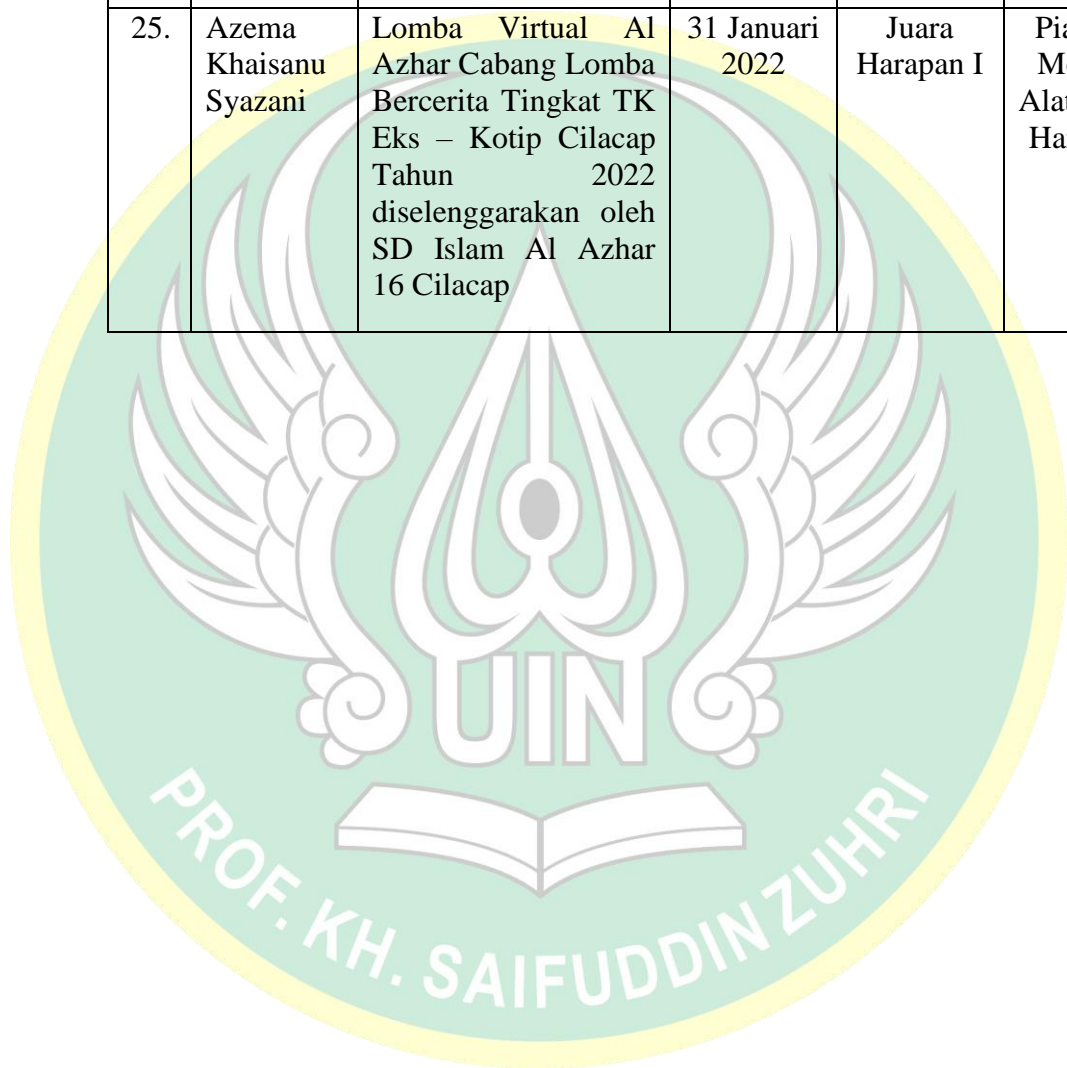 25.
Azema
Khaisanu
Syazani
Lomba Virtual Al
Azhar Cabang Lomba
Bercerita Tingkat TK
Eks – Kotip Cilacap
Tahun 2022
diselenggarakan oleh
SD Islam Al Azhar
16 Cilacap
31 Januari
2022
Juara
Harapan I
UIN
PROF. KH. SAIFUDDIN ZUHRI